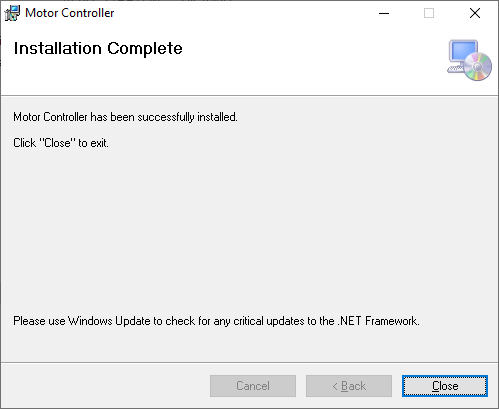 Motor Controller
Installation Complete
Motor Controller has been successfully installed.
Click "Close" to exit.
Please use Windows Update to check for any critical updates to the .NET Framework.
Cancel
< Back
Close